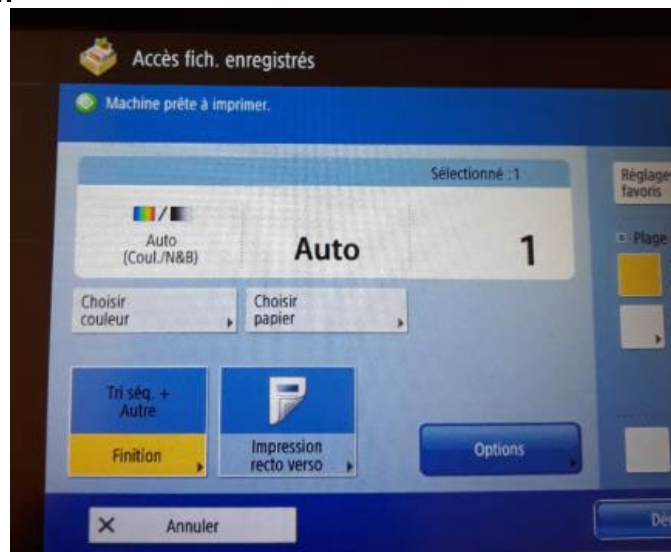 Accès fich. enregistrés
Machine prête à imprimer.
Sélectionné : 1
Réglages
favoris
Auto
(Coul./N&B)
Auto
1
Plage
Choisir
couleur
Choisir
papier
Tri séq. +
Autre
Finition
Impression
recto verso
Options
Annuler